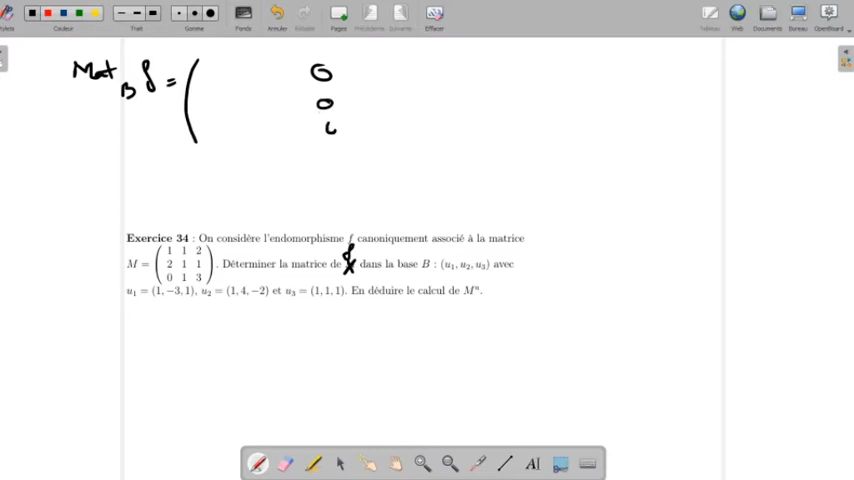 Stylets
Couleur
Gomme
Fonds
Annuler
Refaire
Pages
Précédente
Suivante
Effacer
Tableau
Web
Documents
Bureau
OpenBoard
Mat B f = ( 0
0
Exercice 34 : On considère l'endomorphisme f canoniquement associé à la matrice
M = ( 1 1 2
2 1 1
0 1 3 ) . Déterminer la matrice de f dans la base B : (u₁, u₂, u₃) avec
u₁ = (1, −3, 1), u₂ = (1, 4, −2) et u₃ = (1, 1, 1). En déduire le calcul de Mⁿ.
AI